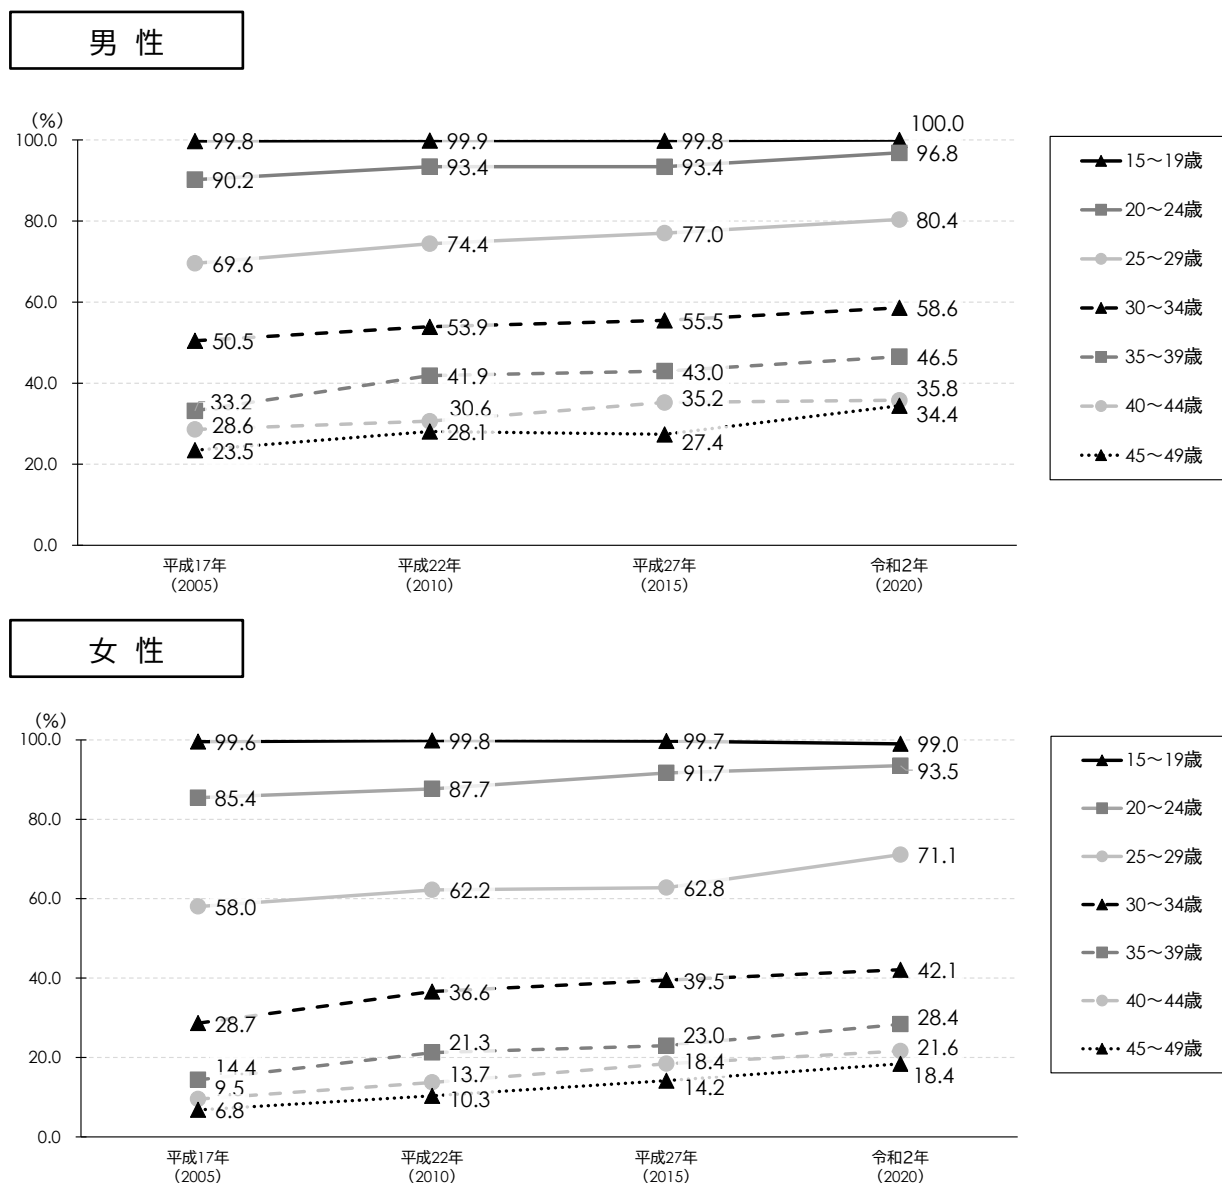 男 性
(%)
100.0
80.0
60.0
40.0
20.0
0.0
99.8 99.9 99.8 100.0
90.2 93.4 93.4 96.8
69.6 74.4 77.0 80.4
50.5 53.9 55.5 58.6
33.2 41.9 43.0 46.5
28.6 30.6 35.2 35.8
23.5 28.1 27.4 34.4
平成17年 平成22年 平成27年 令和2年
(2005) (2010) (2015) (2020)
15～19歳
20～24歳
25～29歳
30～34歳
35～39歳
40～44歳
45～49歳
女 性
(%)
100.0
80.0
60.0
40.0
20.0
0.0
99.6 99.8 99.7 99.0
85.4 87.7 91.7 93.5
58.0 62.2 62.8 71.1
28.7 36.6 39.5 42.1
14.4 21.3 23.0 28.4
9.5 13.7 18.4 21.6
6.8 10.3 14.2 18.4
平成17年 平成22年 平成27年 令和2年
(2005) (2010) (2015) (2020)
15～19歳
20～24歳
25～29歳
30～34歳
35～39歳
40～44歳
45～49歳